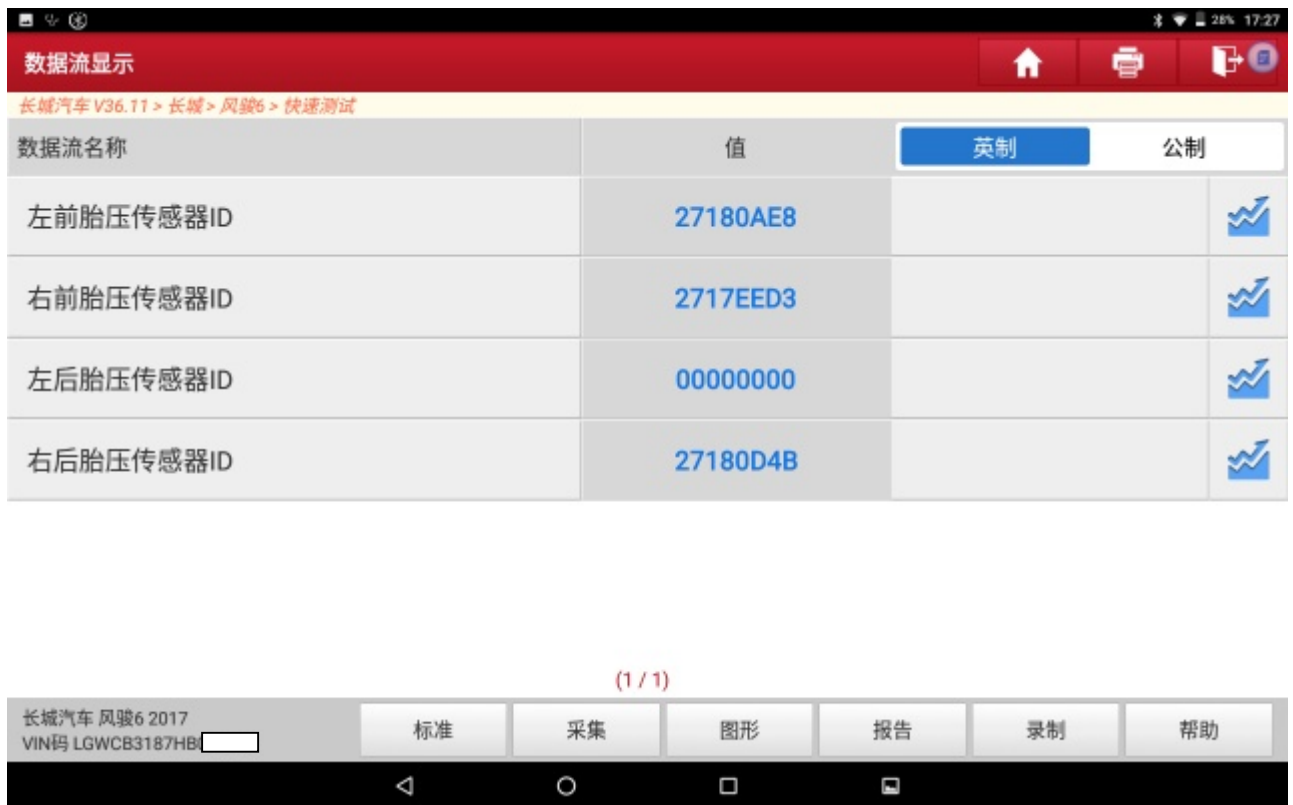 28% 17:27
数据流显示
长城汽车 V36.11 > 长城 > 风骏6 > 快速测试
数据流名称 值 英制 公制
左前胎压传感器ID 27180AE8
右前胎压传感器ID 2717EED3
左后胎压传感器ID 00000000
右后胎压传感器ID 27180D4B
(1 / 1)
长城汽车 风骏6 2017
VIN码 LGWCB3187HB
标准 采集 图形 报告 录制 帮助